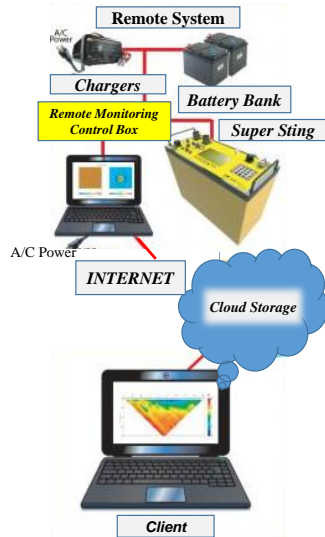 Remote System
A/C
Power
Chargers
Battery Bank
Remote Monitoring
Control Box
Super Sting
A/C Power
INTERNET
Cloud Storage
Client